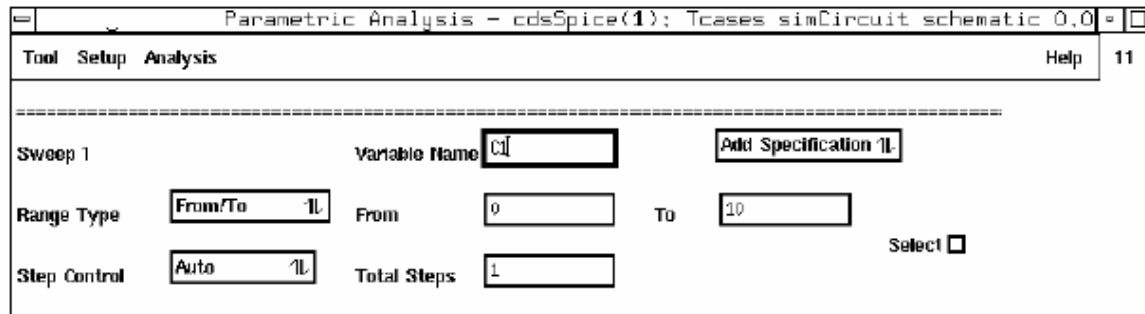 Parametric Analysis - cdsSpice(1): Tcases simCircuit schematic 0.0
Tool Setup Analysis Help 11
Sweep 1 Variable Name C1 Add Specification
Range Type From/To From 0 To 10
Select
Step Control Auto Total Steps 1